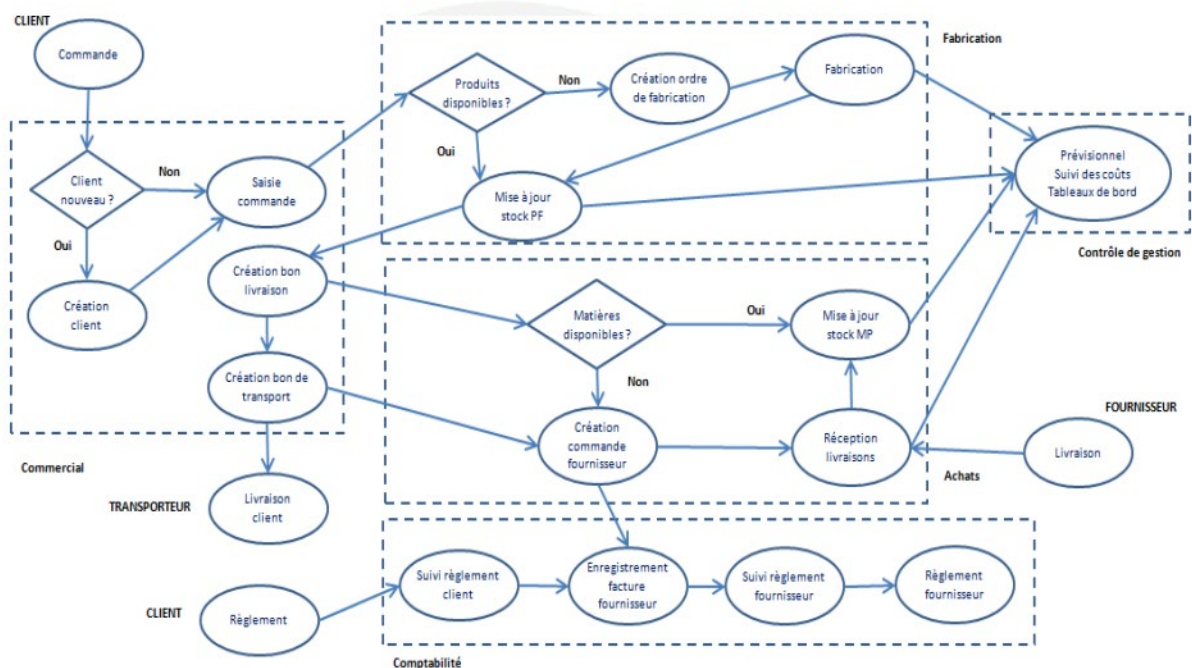 CLIENT
Commande
Client
nouveau ?
Non
Oui
Saisie
commande
Création
client
Création bon
livraison
Création bon de
transport
Commercial
TRANSPORTEUR
Livraison
client
Produits
disponibles ?
Non
Oui
Création ordre
de fabrication
Fabrication
Fabrication
Mise à jour
stock PF
Prévisionnel
Suivi des coûts
Tableaux de bord
Contrôle de gestion
Matières
disponibles ?
Oui
Non
Mise à jour
stock MP
Création
commande
fournisseur
Réception
livraisons
Achats
FOURNISSEUR
Livraison
CLIENT
Règlement
Suivi règlement
client
Enregistrement
facture
fournisseur
Suivi règlement
fournisseur
Règlement
fournisseur
Comptabilité